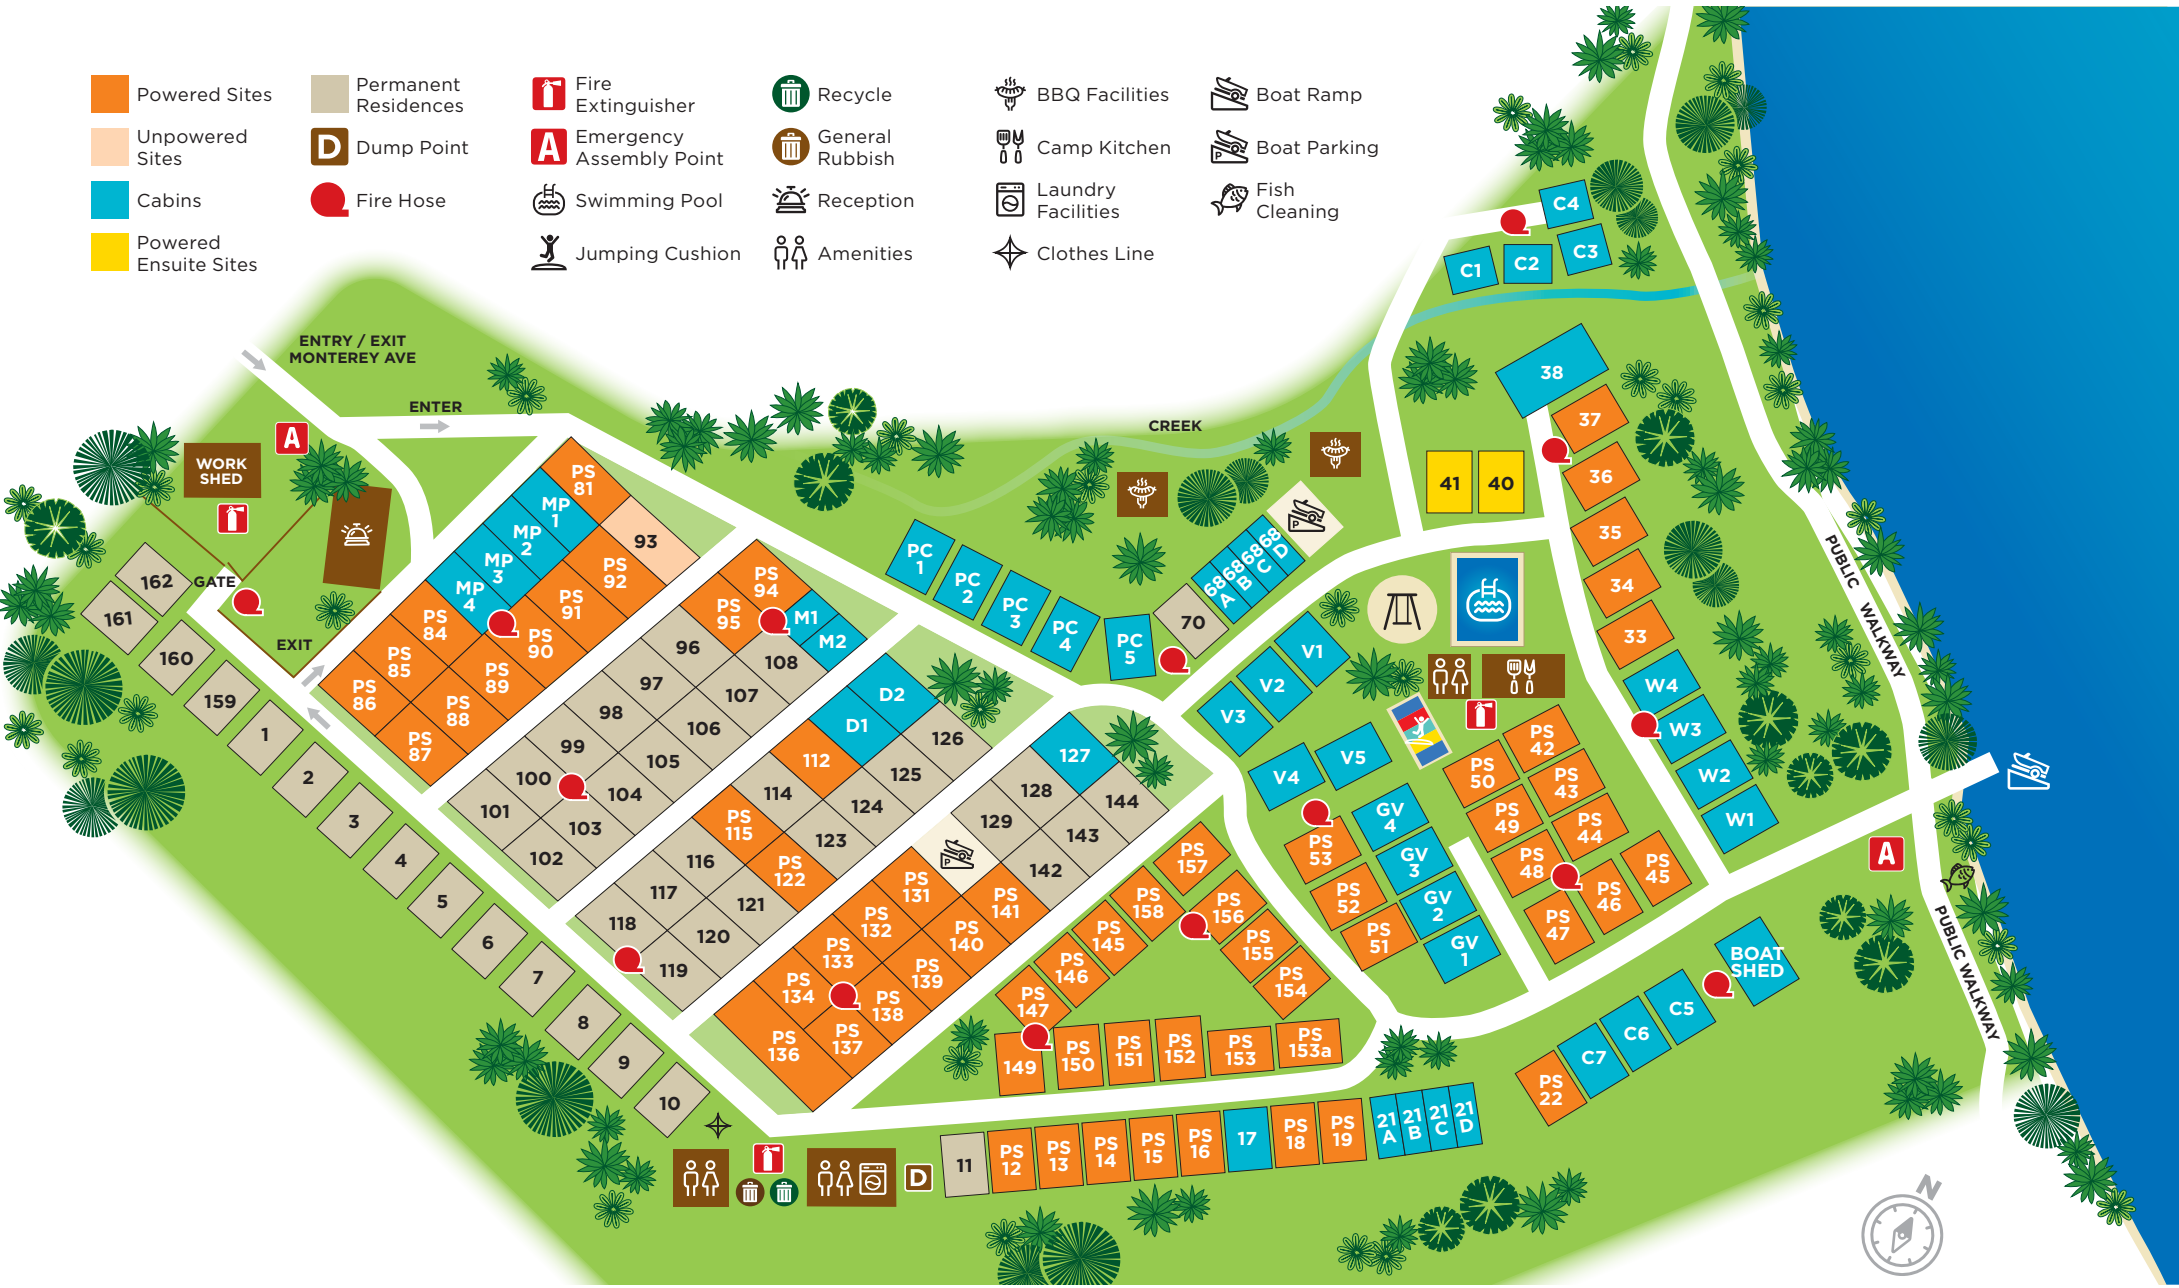 Powered Sites
Unpowered
Sites
Cabins
Powered
Ensuite Sites
Permanent
Residences
D
Dump Point
Fire Hose
Fire
Extinguisher
A
Emergency
Assembly Point
Swimming Pool
Jumping Cushion
Recycle
General
Rubbish
Reception
Amenities
BBQ Facilities
Camp Kitchen
Laundry
Facilities
Clothes Line
Boat Ramp
P
Boat Parking
Fish
Cleaning
ENTRY / EXIT
MONTEREY AVE
ENTER
A
WORK
SHED
GATE
EXIT
CREEK
C4
C3
C2
C1
38
37
36
35
34
33
41
40
W4
W3
W2
W1
PUBLIC WALKWAY
PUBLIC WALKWAY
A
P
68
A
68
B
68
C
68
D
70
PC
1
PC
2
PC
3
PC
4
PC
5
V1
V2
V3
V4
V5
PS
81
MP
1
MP
2
MP
3
MP
4
93
PS
92
PS
91
PS
90
PS
84
PS
85
PS
86
PS
89
PS
88
PS
87
PS
94
PS
95
M1
M2
96
97
98
99
100
101
102
103
104
105
106
107
108
D2
D1
112
114
PS
115
116
117
118
119
120
121
PS
122
123
124
125
126
127
128
129
144
143
142
P
PS
131
PS
132
PS
133
PS
134
PS
136
PS
137
PS
138
PS
139
PS
140
PS
141
PS
157
PS
158
PS
145
PS
146
PS
147
149
PS
150
PS
151
PS
152
PS
153
PS
153a
PS
154
PS
155
PS
156
GV
4
GV
3
GV
2
GV
1
PS
53
PS
52
PS
51
PS
42
PS
43
PS
44
PS
45
PS
46
PS
47
PS
48
PS
49
PS
50
BOAT
SHED
C5
C6
C7
PS
22
162
161
160
159
1
2
3
4
5
6
7
8
9
10
D
11
PS
12
PS
13
PS
14
PS
15
PS
16
17
PS
18
PS
19
21
A
21
B
21
C
21
D
N